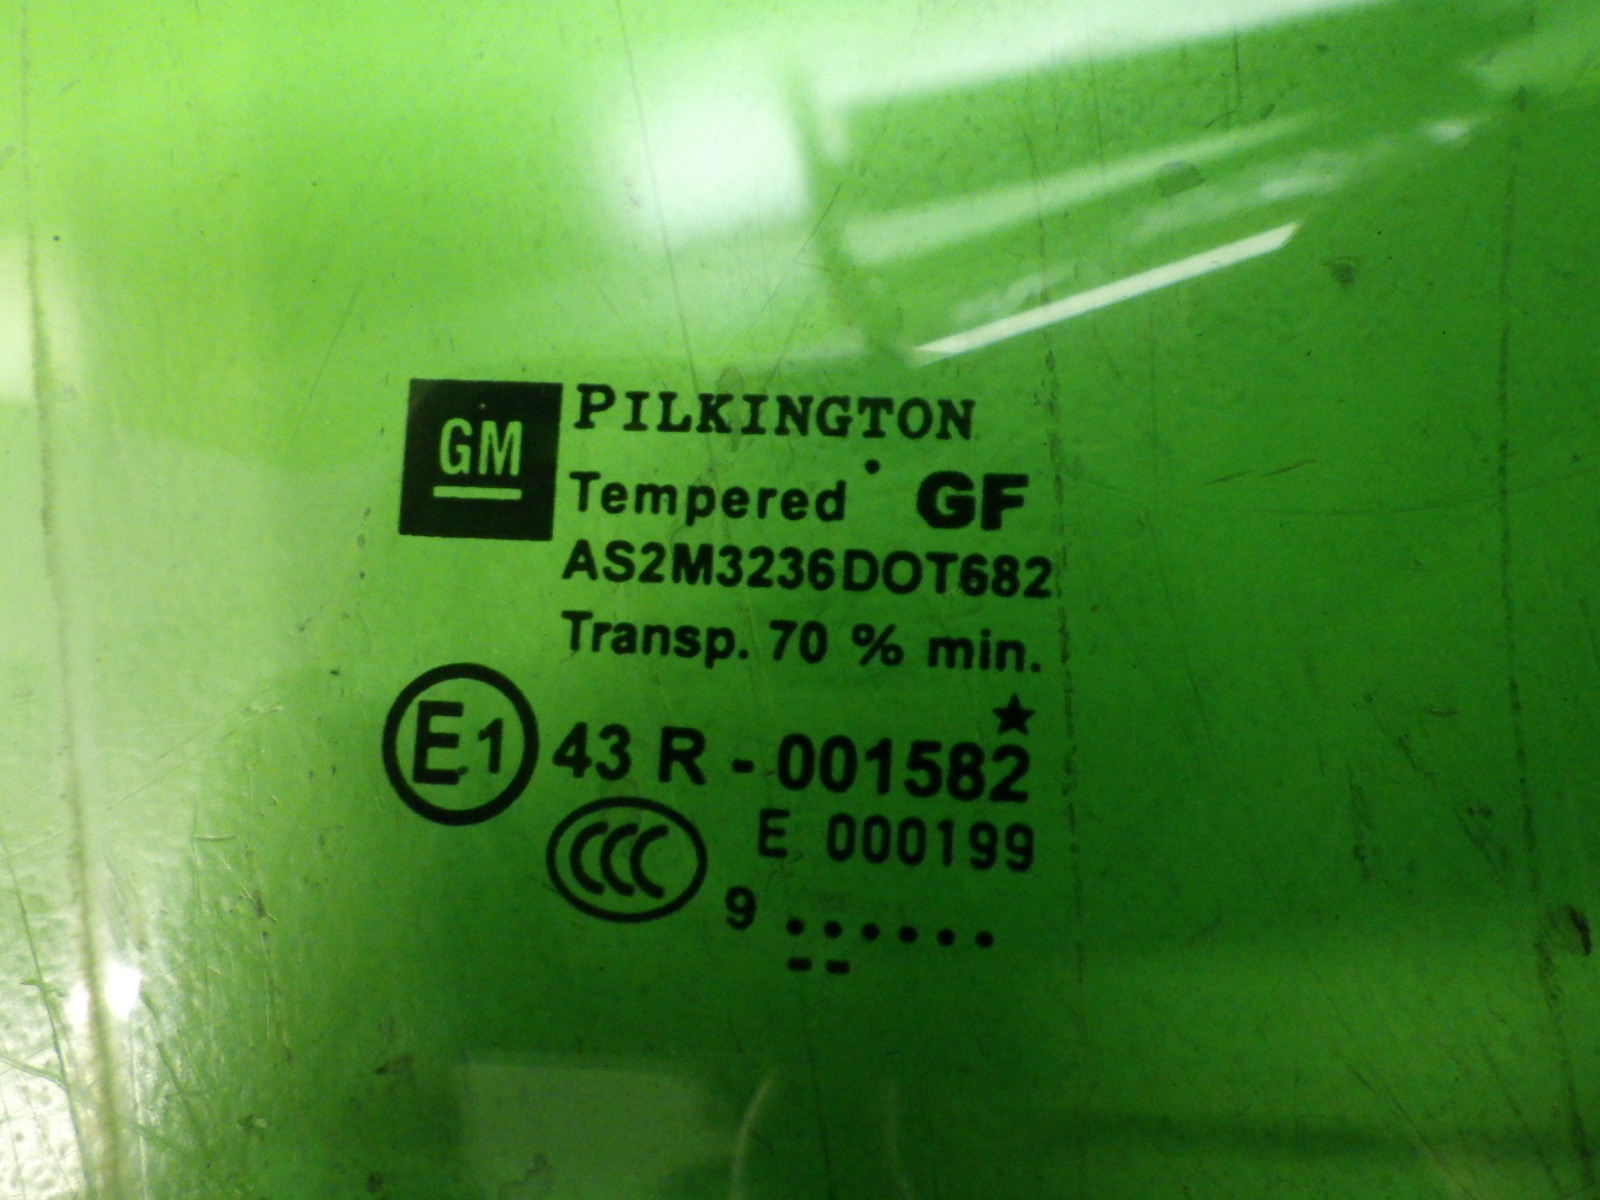 GM
PILKINGTON
Tempered GF
AS2M3236DOT682
Transp. 70 % min.
E1 43 R - 001582
CCC E 000199
9 ......